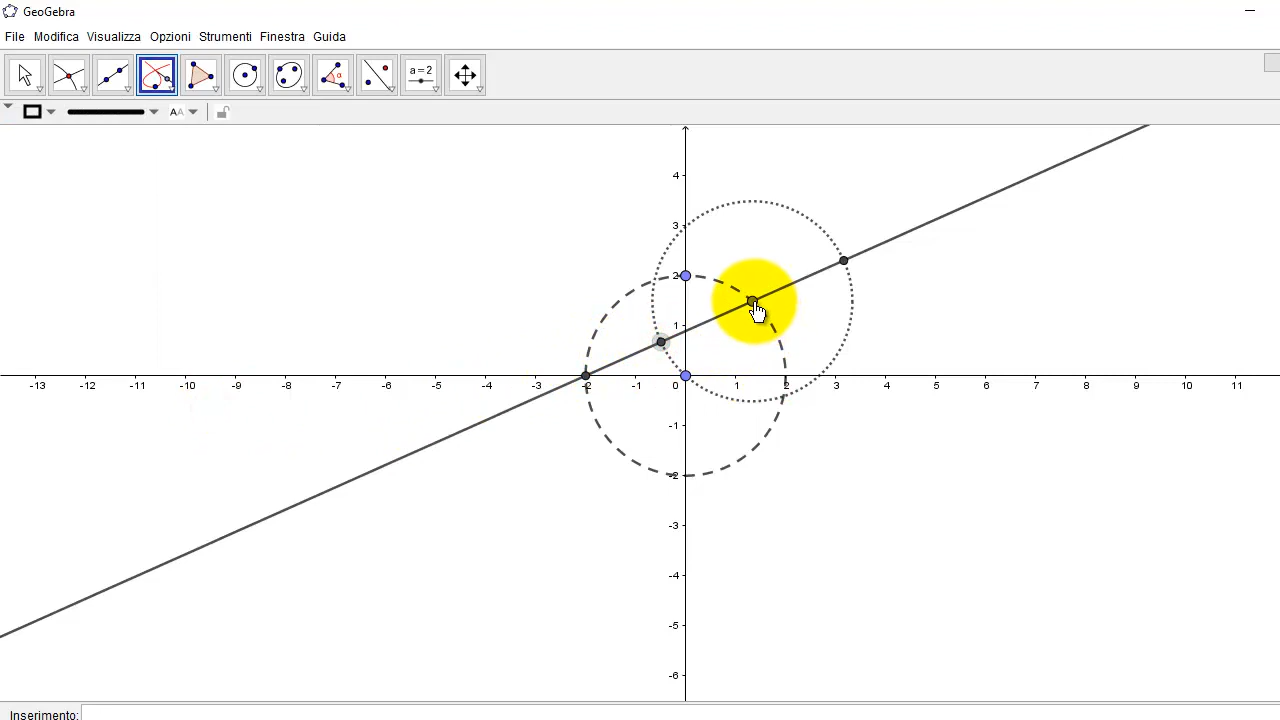 GeoGebra
File Modifica Visualizza Opzioni Strumenti Finestra Guida
α a=2
AA
4
3
2
1
-13 -12 -11 -10 -9 -8 -7 -6 -5 -4 -3 -2 -1 0 1 2 3 4 5 6 7 8 9 10 11
-1
-2
-3
-4
-5
-6
Inserimento: